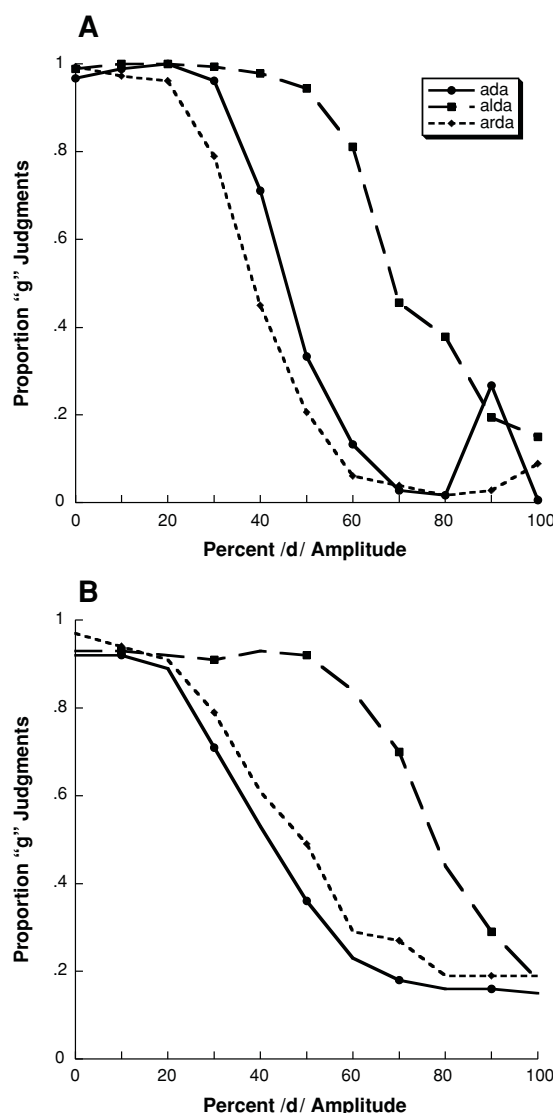 A
1
.8
.6
.4
.2
0
0 20 40 60 80 100
Proportion “g” Judgments
Percent /d/ Amplitude
ada
alda
arda
B
1
.8
.6
.4
.2
0
0 20 40 60 80 100
Proportion “g” Judgments
Percent /d/ Amplitude